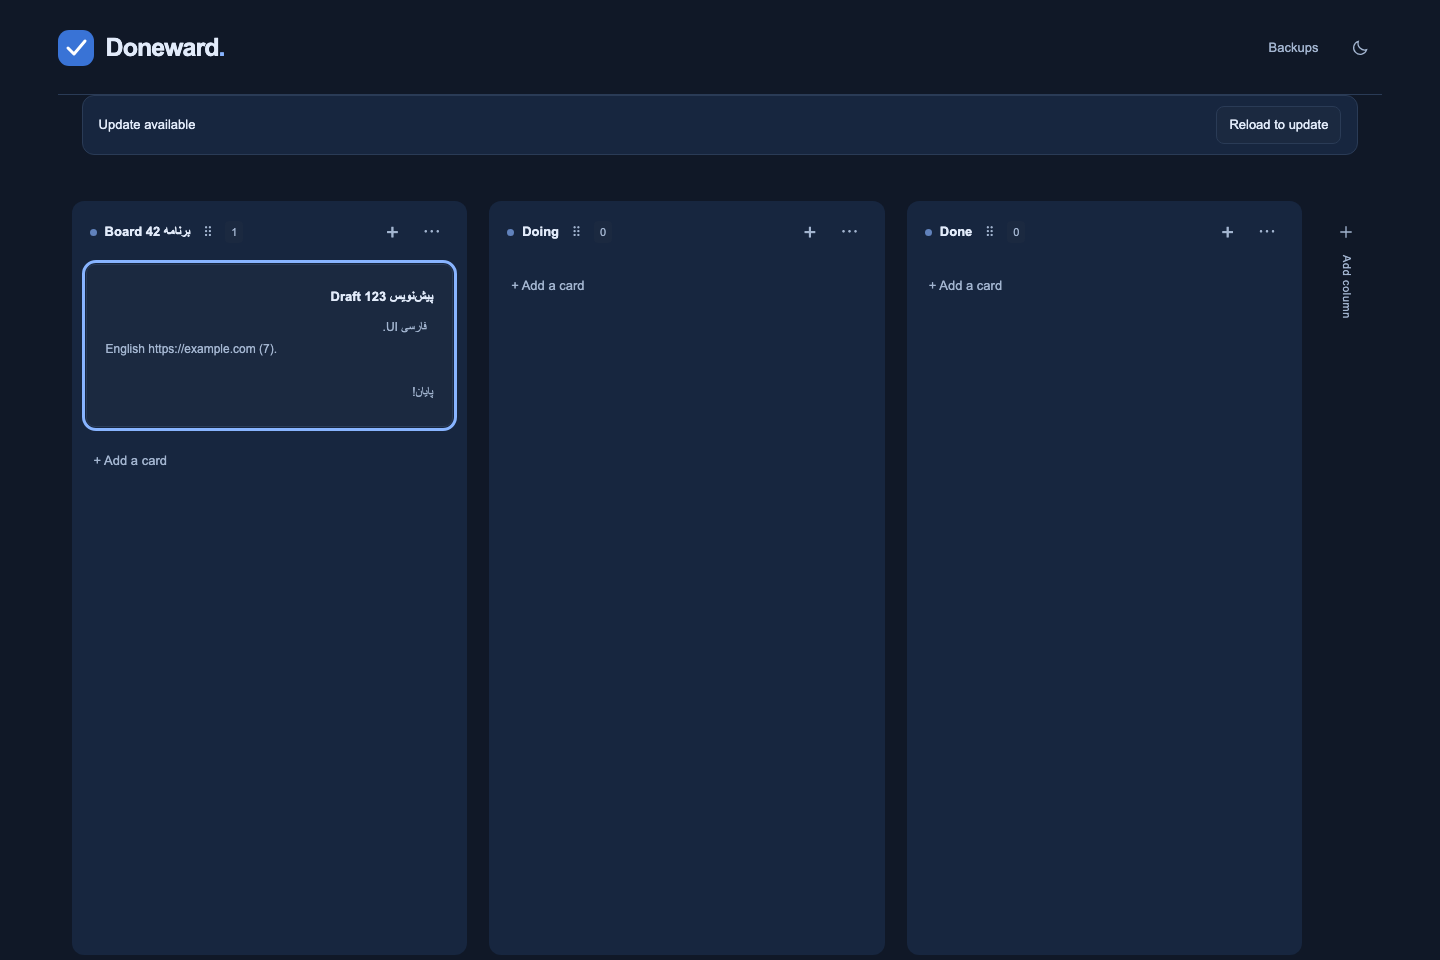 Doneward.
Backups
Update available
Reload to update
برنامه Board 42
1
پیش‌نویس Draft 123
فارسی UI.
English https://example.com (7).
پایان!
+ Add a card
Doing
0
+ Add a card
Done
0
+ Add a card
Add column